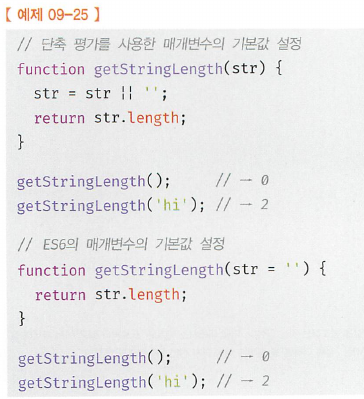 [ 예제 09-25 ]
// 단축 평가를 사용한 매개변수의 기본값 설정
function getStringLength(str) {
  str = str || '';
  return str.length;
}
getStringLength();     // → 0
getStringLength('hi'); // → 2
// ES6의 매개변수의 기본값 설정
function getStringLength(str = '') {
  return str.length;
}
getStringLength();     // → 0
getStringLength('hi'); // → 2